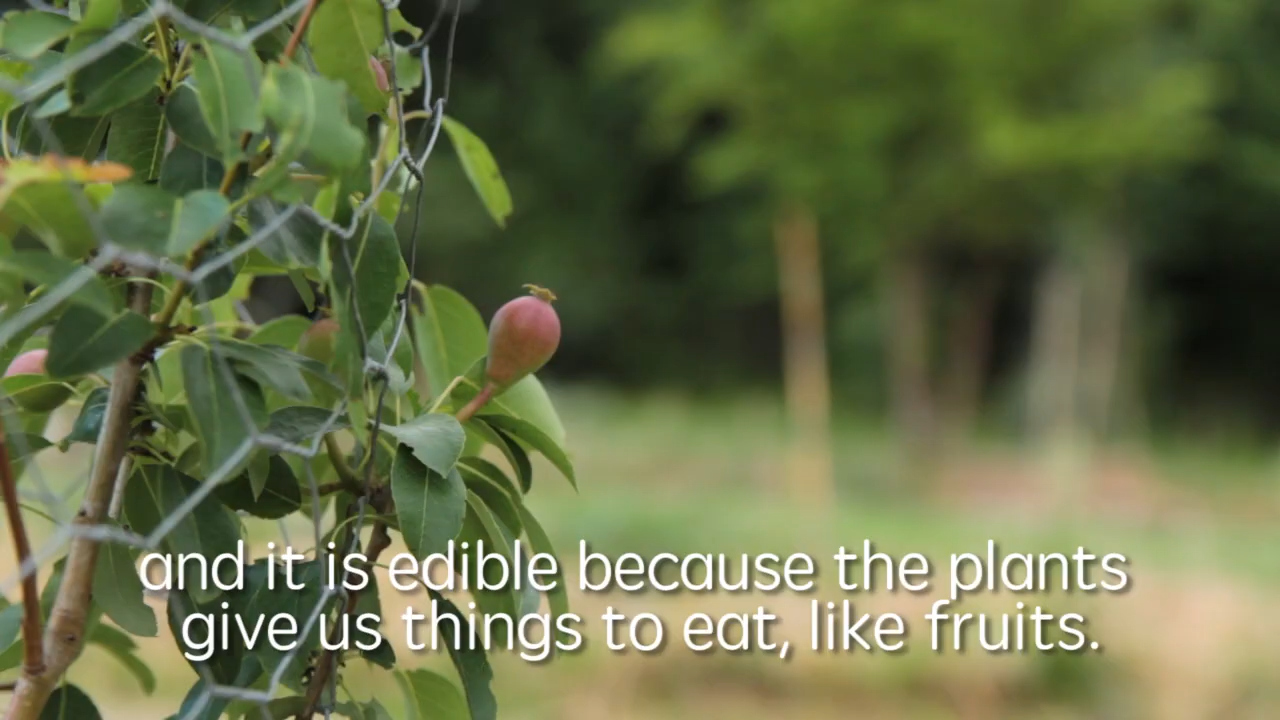 and it is edible because the plants
give us things to eat, like fruits.